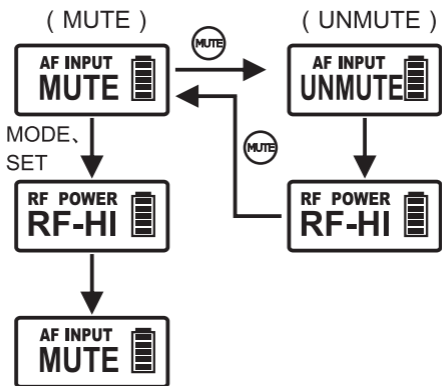 ( MUTE )
( UNMUTE )
MUTE
AF INPUT
MUTE
AF INPUT
UNMUTE
MUTE
MODE、
SET
RF POWER
RF-HI
RF POWER
RF-HI
AF INPUT
MUTE